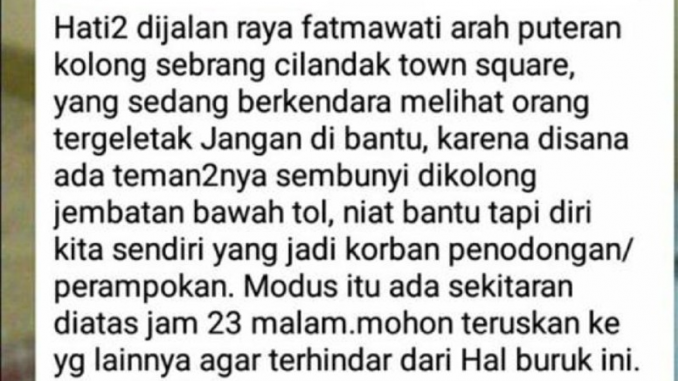 Hati2 dijalan raya fatmawati arah puteran
kolong sebrang cilandak town square,
yang sedang berkendara melihat orang
tergeletak Jangan di bantu, karena disana
ada teman2nya sembunyi dikolong
jembatan bawah tol, niat bantu tapi diri
kita sendiri yang jadi korban penodongan/
perampokan. Modus itu ada sekitaran
diatas jam 23 malam.mohon teruskan ke
yg lainnya agar terhindar dari Hal buruk ini.